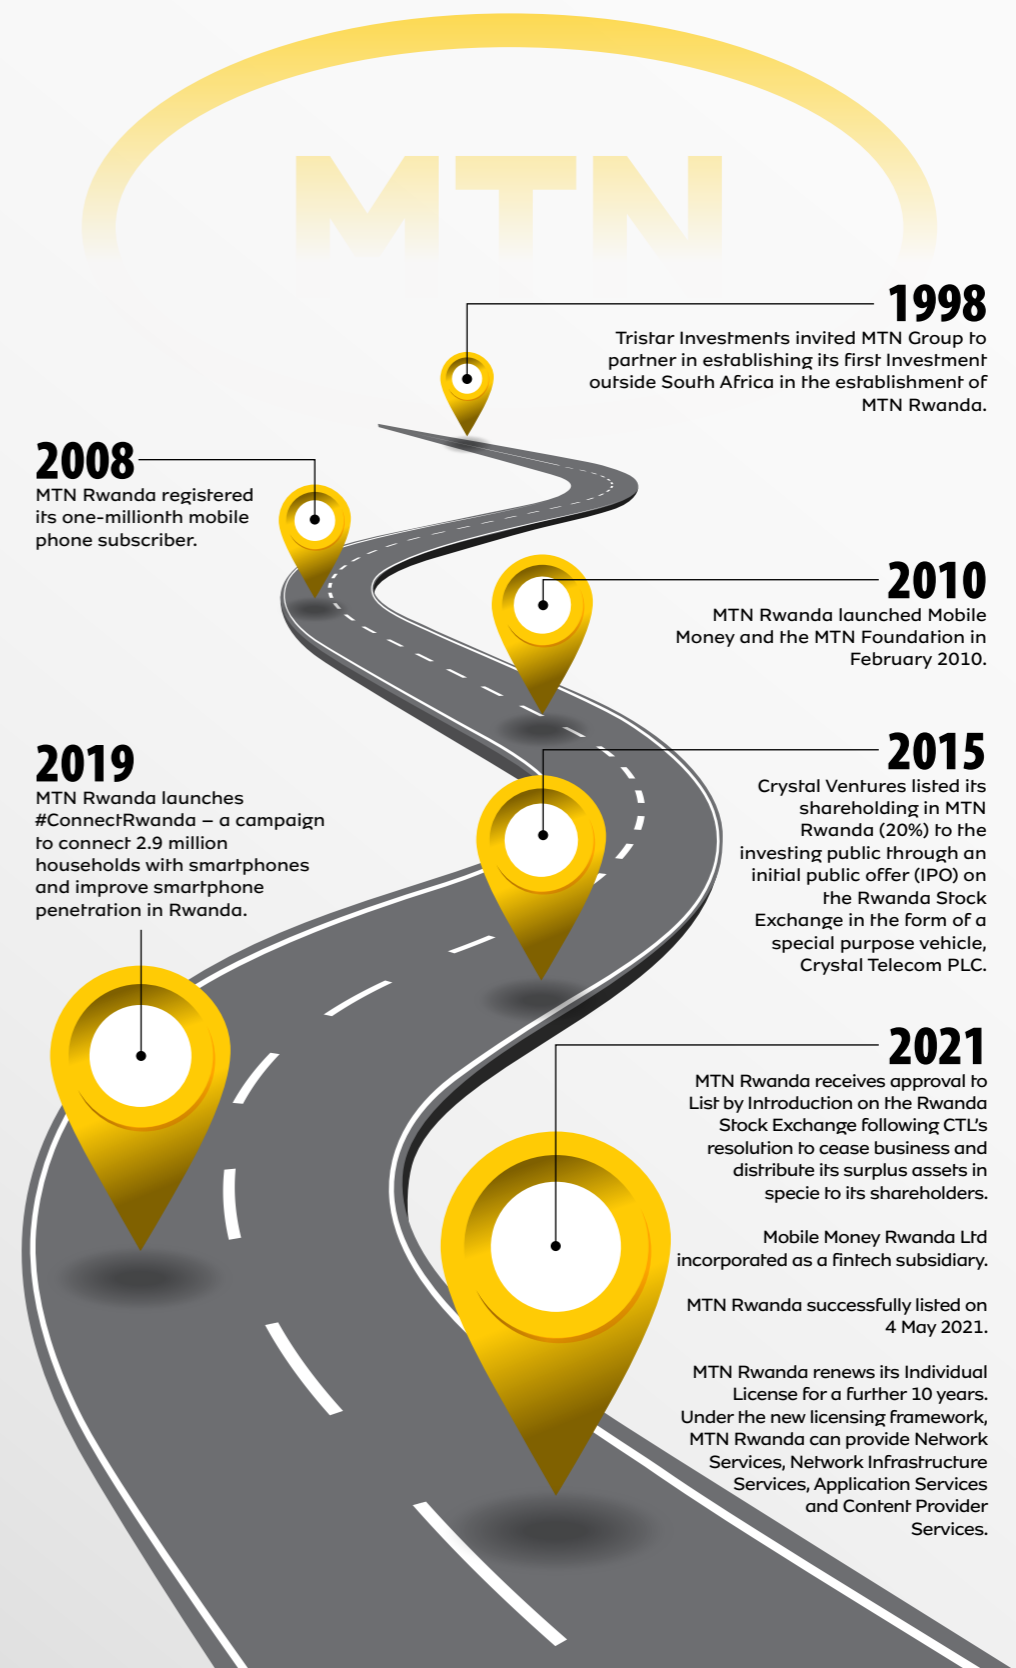 MTN
1998
Tristar Investments invited MTN Group to
partner in establishing its first Investment
outside South Africa in the establishment of
MTN Rwanda.
2008
MTN Rwanda registered
its one-millionth mobile
phone subscriber.
2010
MTN Rwanda launched Mobile
Money and the MTN Foundation in
February 2010.
2015
Crystal Ventures listed its
shareholding in MTN
Rwanda (20%) to the
investing public through an
initial public offer (IPO) on
the Rwanda Stock
Exchange in the form of a
special purpose vehicle,
Crystal Telecom PLC.
2019
MTN Rwanda launches
#ConnectRwanda – a campaign
to connect 2.9 million
households with smartphones
and improve smartphone
penetration in Rwanda.
2021
MTN Rwanda receives approval to
List by Introduction on the Rwanda
Stock Exchange following CTL’s
resolution to cease business and
distribute its surplus assets in
specie to its shareholders.
Mobile Money Rwanda Ltd
incorporated as a fintech subsidiary.
MTN Rwanda successfully listed on
4 May 2021.
MTN Rwanda renews its Individual
License for a further 10 years.
Under the new licensing framework,
MTN Rwanda can provide Network
Services, Network Infrastructure
Services, Application Services
and Content Provider
Services.